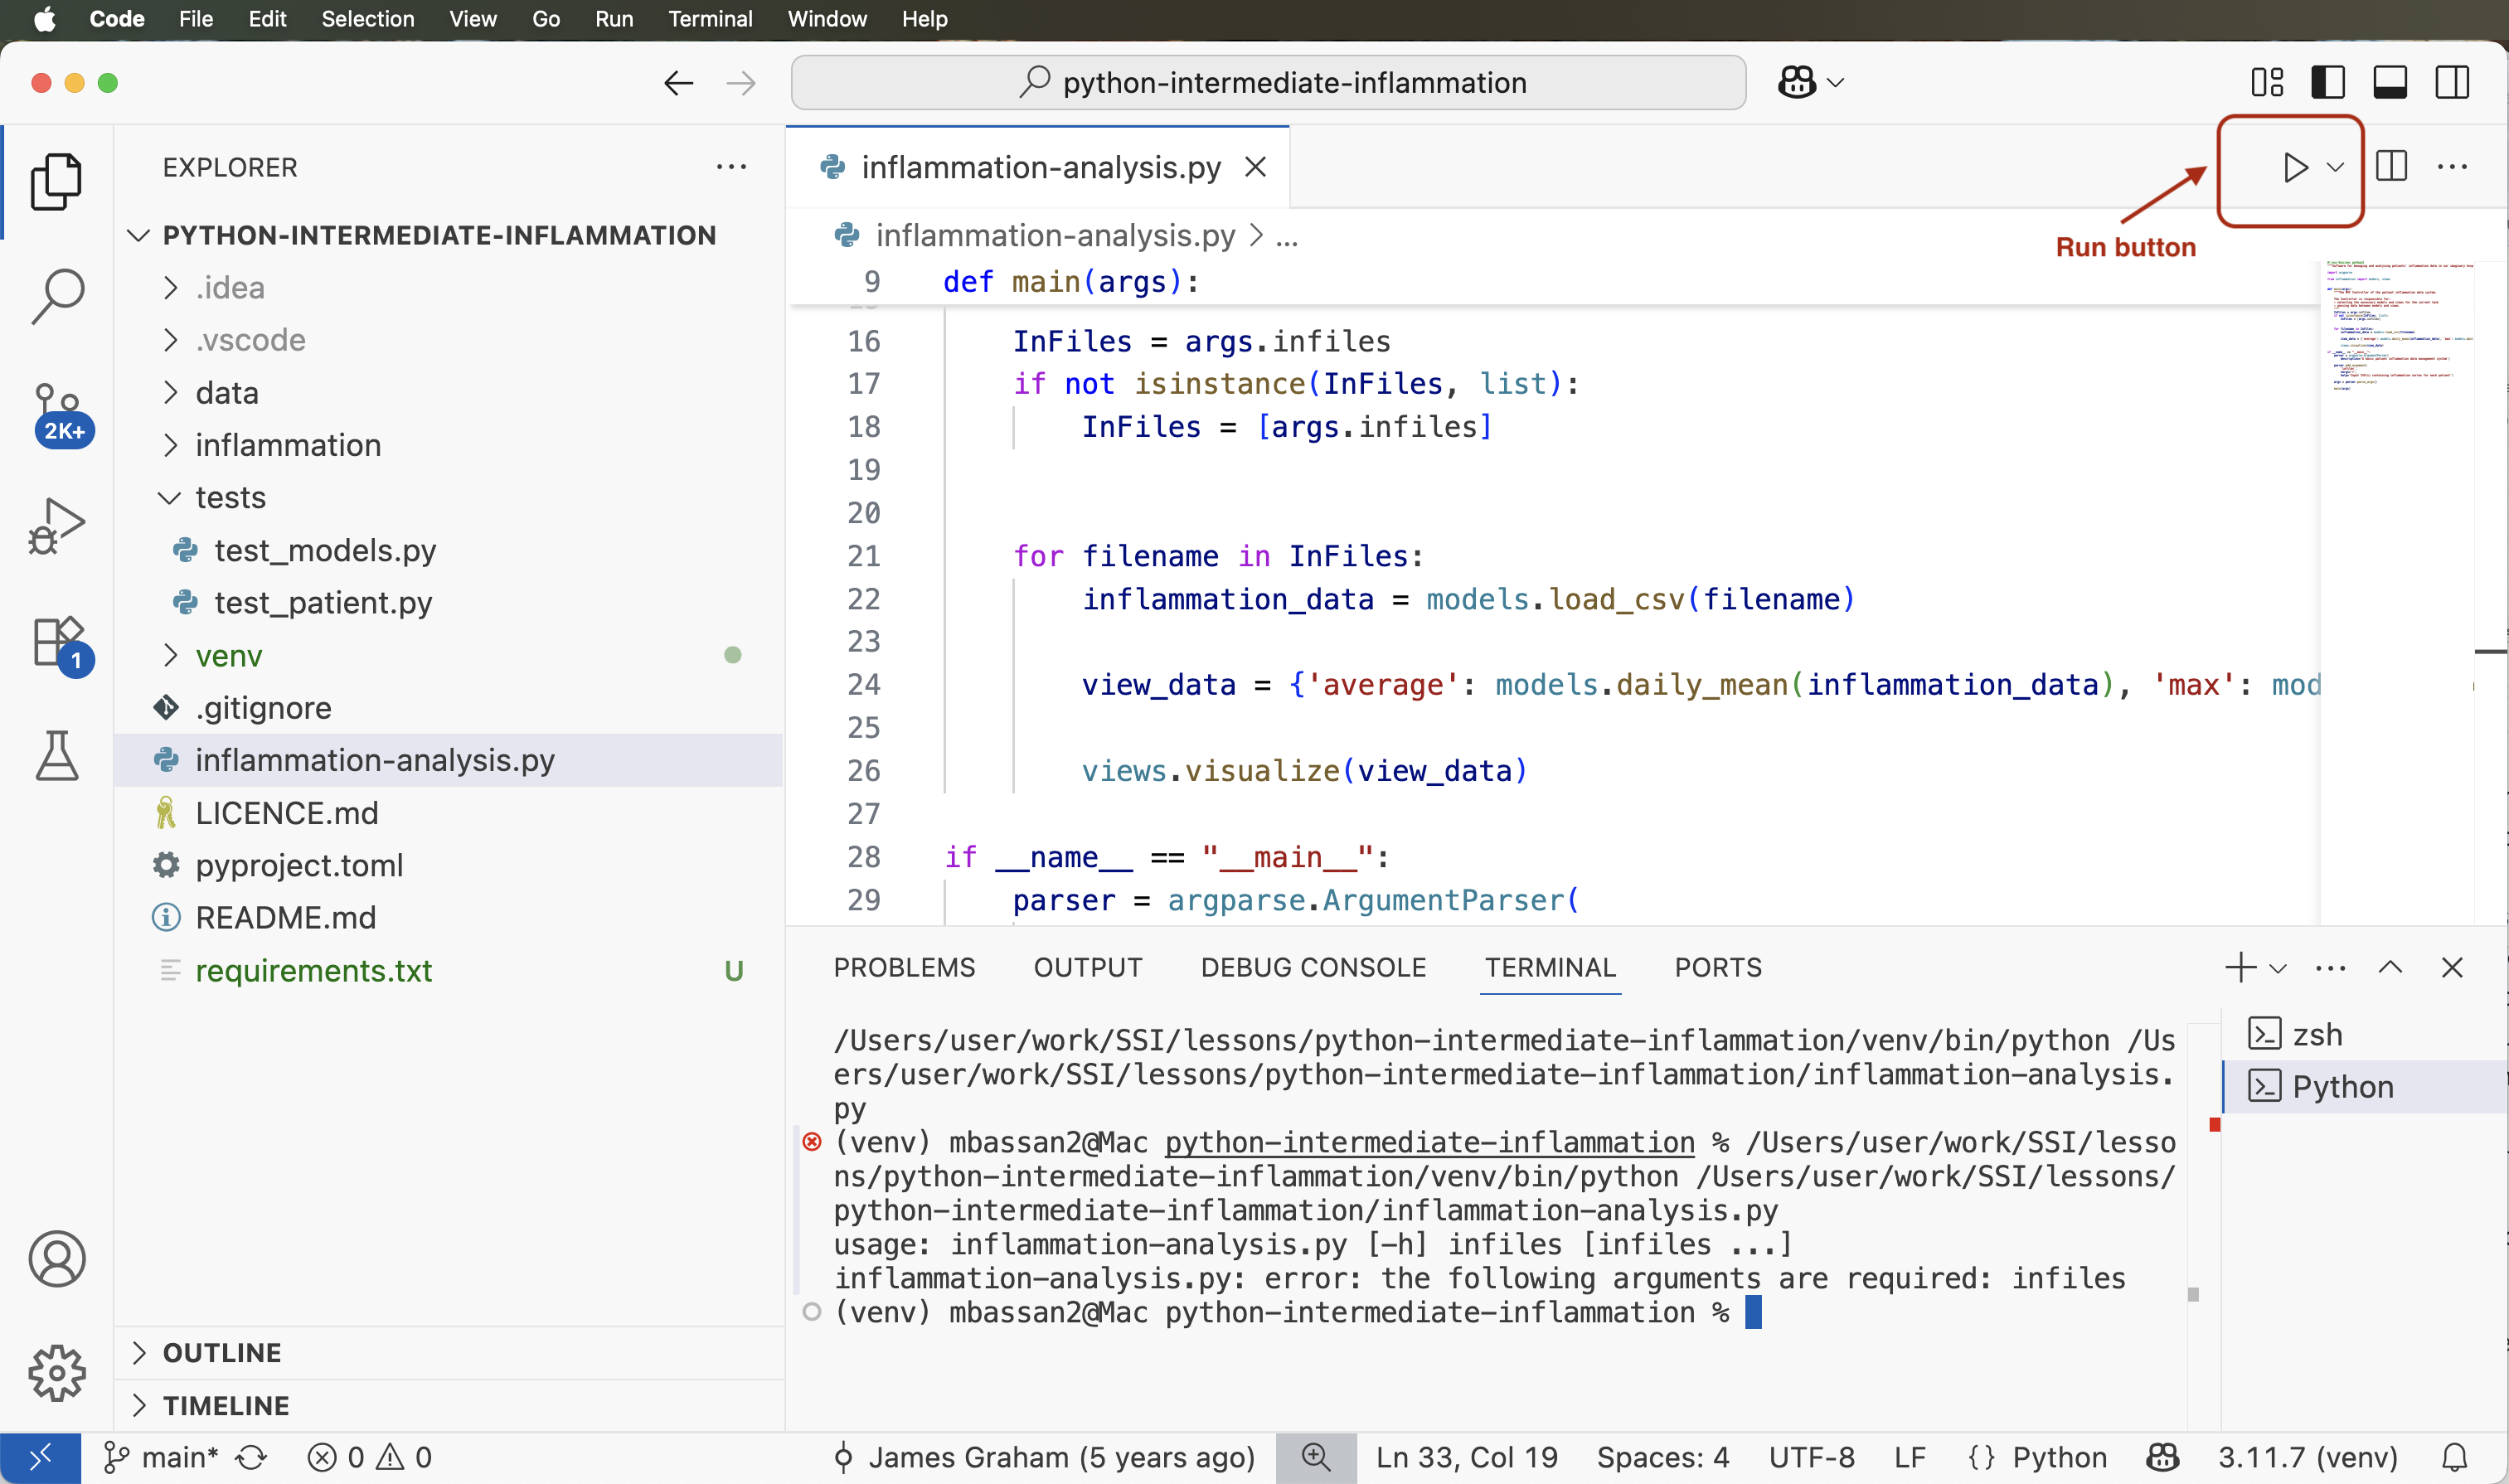 Code File Edit Selection View Go Run Terminal Window Help
python-intermediate-inflammation
EXPLORER
PYTHON-INTERMEDIATE-INFLAMMATION
.idea
.vscode
data
inflammation
tests
test_models.py
test_patient.py
venv
.gitignore
inflammation-analysis.py
LICENCE.md
pyproject.toml
README.md
requirements.txt U
OUTLINE
TIMELINE
2K+
1
inflammation-analysis.py
Run button
inflammation-analysis.py > ...
9 def main(args):
16 InFiles = args.infiles
17 if not isinstance(InFiles, list):
18 InFiles = [args.infiles]
19
20
21 for filename in InFiles:
22 inflammation_data = models.load_csv(filename)
23
24 view_data = {'average': models.daily_mean(inflammation_data), 'max': mod
25
26 views.visualize(view_data)
27
28 if __name__ == "__main__":
29 parser = argparse.ArgumentParser(
PROBLEMS OUTPUT DEBUG CONSOLE TERMINAL PORTS
/Users/user/work/SSI/lessons/python-intermediate-inflammation/venv/bin/python /Us
ers/user/work/SSI/lessons/python-intermediate-inflammation/inflammation-analysis.
py
(venv) mbassan2@Mac python-intermediate-inflammation % /Users/user/work/SSI/lesso
ns/python-intermediate-inflammation/venv/bin/python /Users/user/work/SSI/lessons/
python-intermediate-inflammation/inflammation-analysis.py
usage: inflammation-analysis.py [-h] infiles [infiles ...]
inflammation-analysis.py: error: the following arguments are required: infiles
(venv) mbassan2@Mac python-intermediate-inflammation %
zsh
Python
main* 0 0 James Graham (5 years ago) Ln 33, Col 19 Spaces: 4 UTF-8 LF {} Python 3.11.7 (venv)